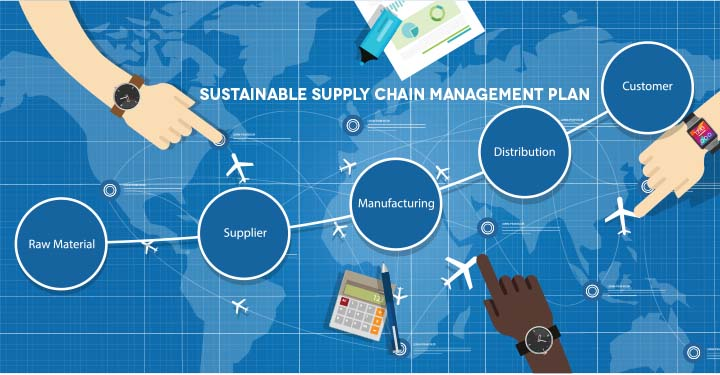 SUSTAINABLE SUPPLY CHAIN MANAGEMENT PLAN
Customer
Distribution
Manufacturing
Supplier
Raw Material